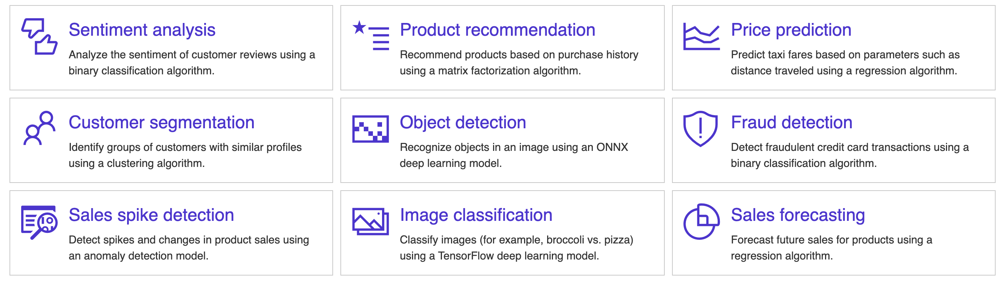 Sentiment analysis
Analyze the sentiment of customer reviews using a
binary classification algorithm.
Product recommendation
Recommend products based on purchase history
using a matrix factorization algorithm.
Price prediction
Predict taxi fares based on parameters such as
distance traveled using a regression algorithm.
Customer segmentation
Identify groups of customers with similar profiles
using a clustering algorithm.
Object detection
Recognize objects in an image using an ONNX
deep learning model.
Fraud detection
Detect fraudulent credit card transactions using a
binary classification algorithm.
Sales spike detection
Detect spikes and changes in product sales using
an anomaly detection model.
Image classification
Classify images (for example, broccoli vs. pizza)
using a TensorFlow deep learning model.
Sales forecasting
Forecast future sales for products using a
regression algorithm.